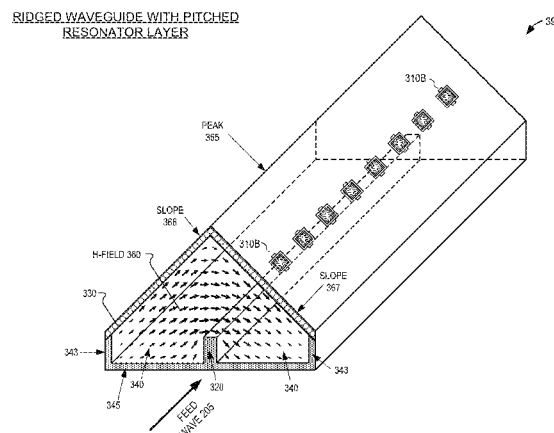 RIDGED WAVEGUIDE WITH PITCHED
RESONATOR LAYER
310B
PEAK
365
SLOPE
368
H-FIELD 360
310B
SLOPE
367
330
343
343
340
320
340
345
FEED
WAVE 205